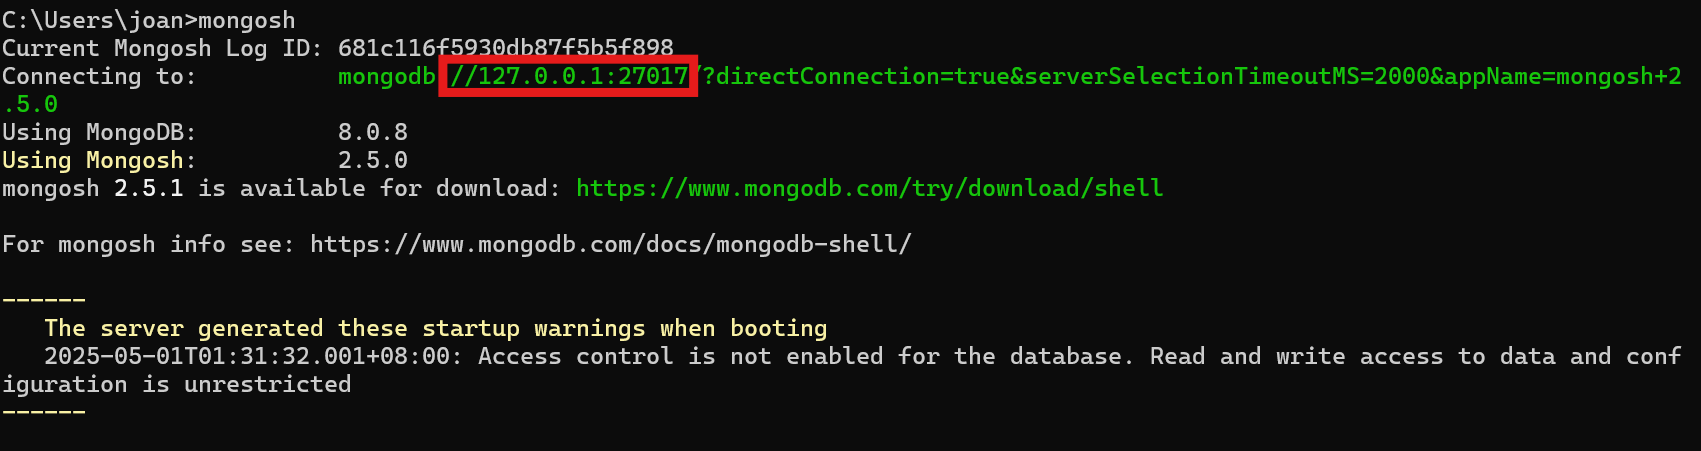 C:\Users\joan>mongosh
Current Mongosh Log ID: 681c116f5930db87f5b5f898
Connecting to: mongodb://127.0.0.1:27017/?directConnection=true&serverSelectionTimeoutMS=2000&appName=mongosh+2
.5.0
Using MongoDB: 8.0.8
Using Mongosh: 2.5.0
mongosh 2.5.1 is available for download: https://www.mongodb.com/try/download/shell
For mongosh info see: https://www.mongodb.com/docs/mongodb-shell/
------
The server generated these startup warnings when booting
2025-05-01T01:31:32.001+08:00: Access control is not enabled for the database. Read and write access to data and conf
iguration is unrestricted
------